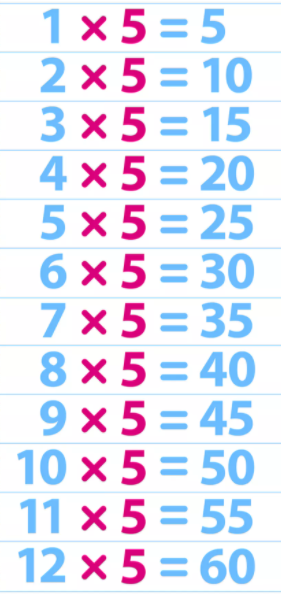 1 × 5 = 5
2 × 5 = 10
3 × 5 = 15
4 × 5 = 20
5 × 5 = 25
6 × 5 = 30
7 × 5 = 35
8 × 5 = 40
9 × 5 = 45
10 × 5 = 50
11 × 5 = 55
12 × 5 = 60